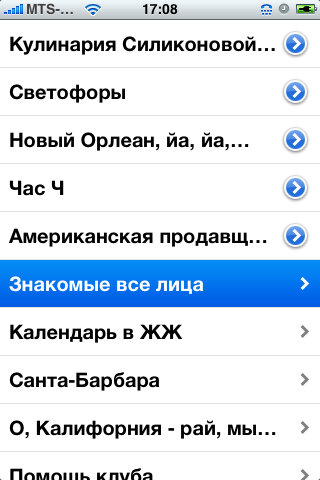 MTS-... 17:08
Кулинария Силиконовой...
Светофоры
Новый Орлеан, йа, йа,...
Час Ч
Американская продавщ...
Знакомые все лица
Календарь в ЖЖ
Санта-Барбара
О, Калифорния - рай, мы...
Помощь клуба